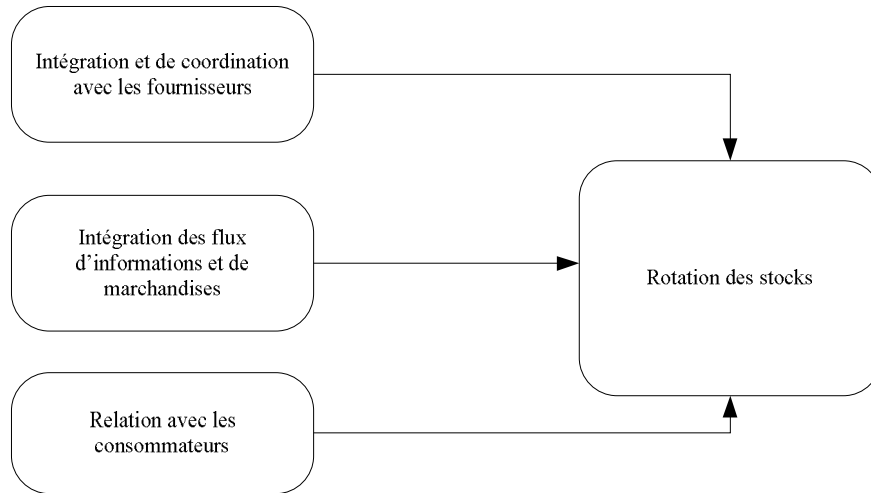 Intégration et de coordination
avec les fournisseurs
Intégration des flux
d’informations et de
marchandises
Rotation des stocks
Relation avec les
consommateurs